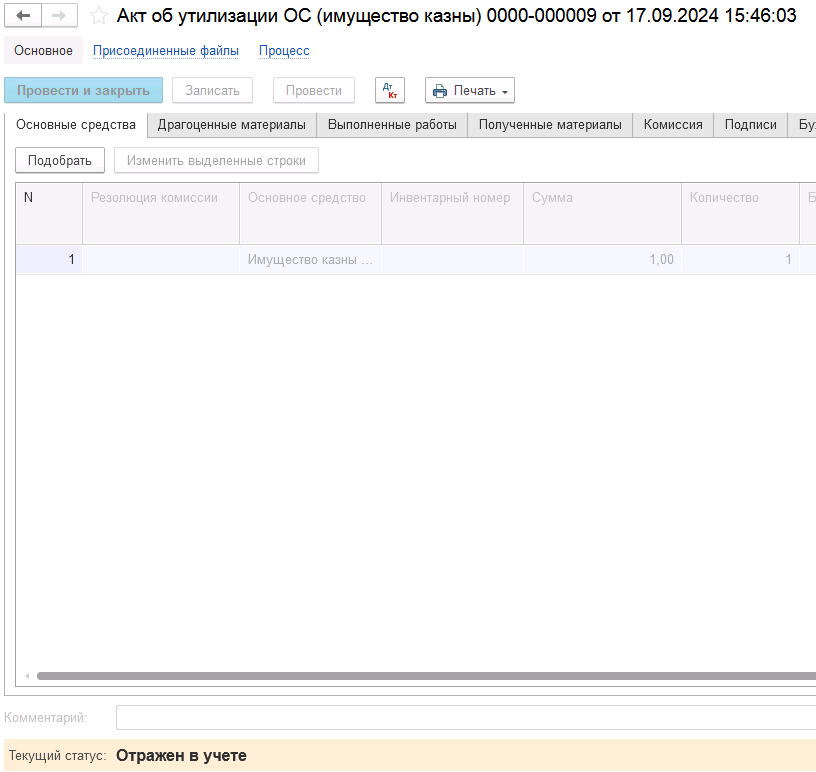 Акт об утилизации ОС (имущество казны) 0000-000009 от 17.09.2024 15:46:03
Основное Присоединенные файлы Процесс
Провести и закрыть Записать Провести Дт Кт Печать
Основные средства Драгоценные материалы Выполненные работы Полученные материалы Комиссия Подписи Бу
Подобрать Изменить выделенные строки
N Резолюция комиссии Основное средство Инвентарный номер Сумма Количество Б
1 Имущество казны ... 1,00 1
Комментарий:
Текущий статус: Отражен в учете